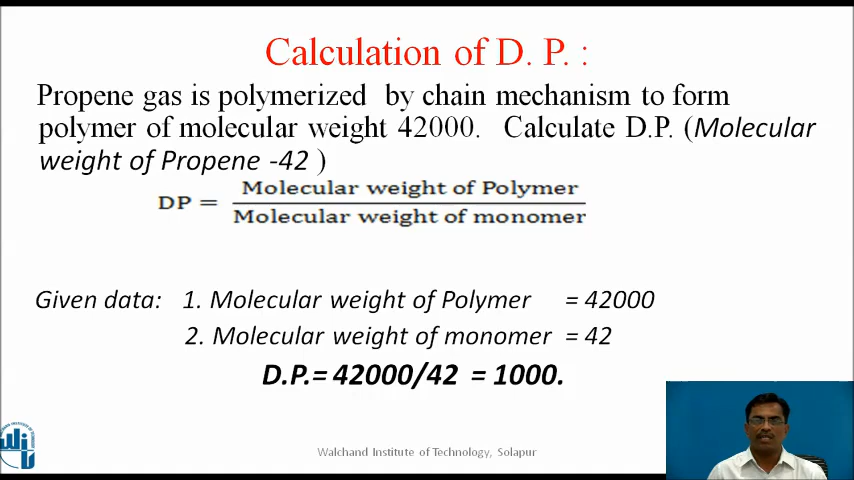 Calculation of D. P. :
Propene gas is polymerized by chain mechanism to form
polymer of molecular weight 42000. Calculate D.P. (Molecular
weight of Propene -42 )
DP = Molecular weight of Polymer
Molecular weight of monomer
Given data: 1. Molecular weight of Polymer = 42000
2. Molecular weight of monomer = 42
D.P.= 42000/42 = 1000.
Walchand Institute of Technology, Solapur